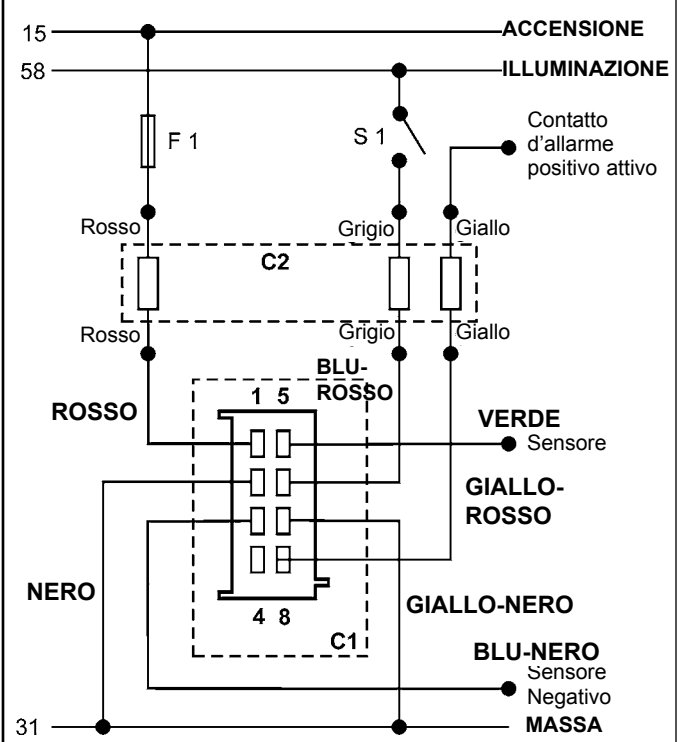 15
ACCENSIONE
58
ILLUMINAZIONE
F 1
S 1
Contatto
d'allarme
positivo attivo
Rosso
Grigio
Giallo
C2
Rosso
Grigio
Giallo
BLU-
ROSSO
1 5
ROSSO
VERDE
Sensore
GIALLO-
ROSSO
NERO
GIALLO-NERO
4 8
C1
BLU-NERO
Sensore
Negativo
31
MASSA